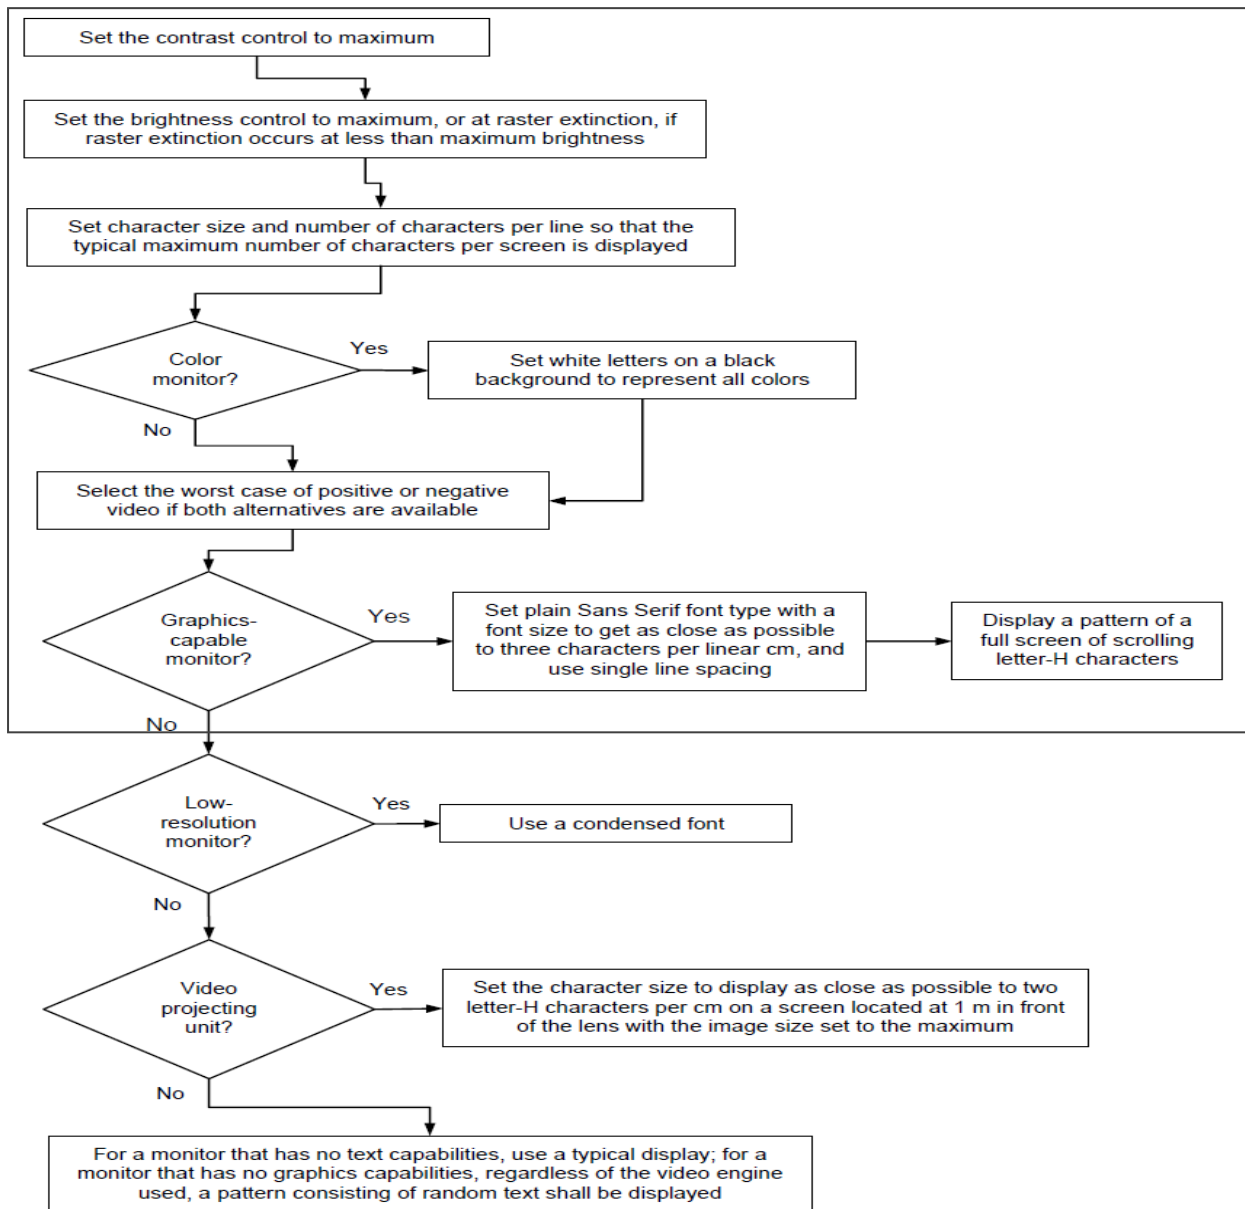 Set the contrast control to maximum
Set the brightness control to maximum, or at raster extinction, if
raster extinction occurs at less than maximum brightness
Set character size and number of characters per line so that the
typical maximum number of characters per screen is displayed
Color
monitor?
Yes
Set white letters on a black
background to represent all colors
No
Select the worst case of positive or negative
video if both alternatives are available
Graphics-
capable
monitor?
Yes
Set plain Sans Serif font type with a
font size to get as close as possible
to three characters per linear cm, and
use single line spacing
Display a pattern of a
full screen of scrolling
letter-H characters
No
Low-
resolution
monitor?
Yes
Use a condensed font
No
Video
projecting
unit?
Yes
Set the character size to display as close as possible to two
letter-H characters per cm on a screen located at 1 m in front
of the lens with the image size set to the maximum
No
For a monitor that has no text capabilities, use a typical display; for a
monitor that has no graphics capabilities, regardless of the video engine
used, a pattern consisting of random text shall be displayed